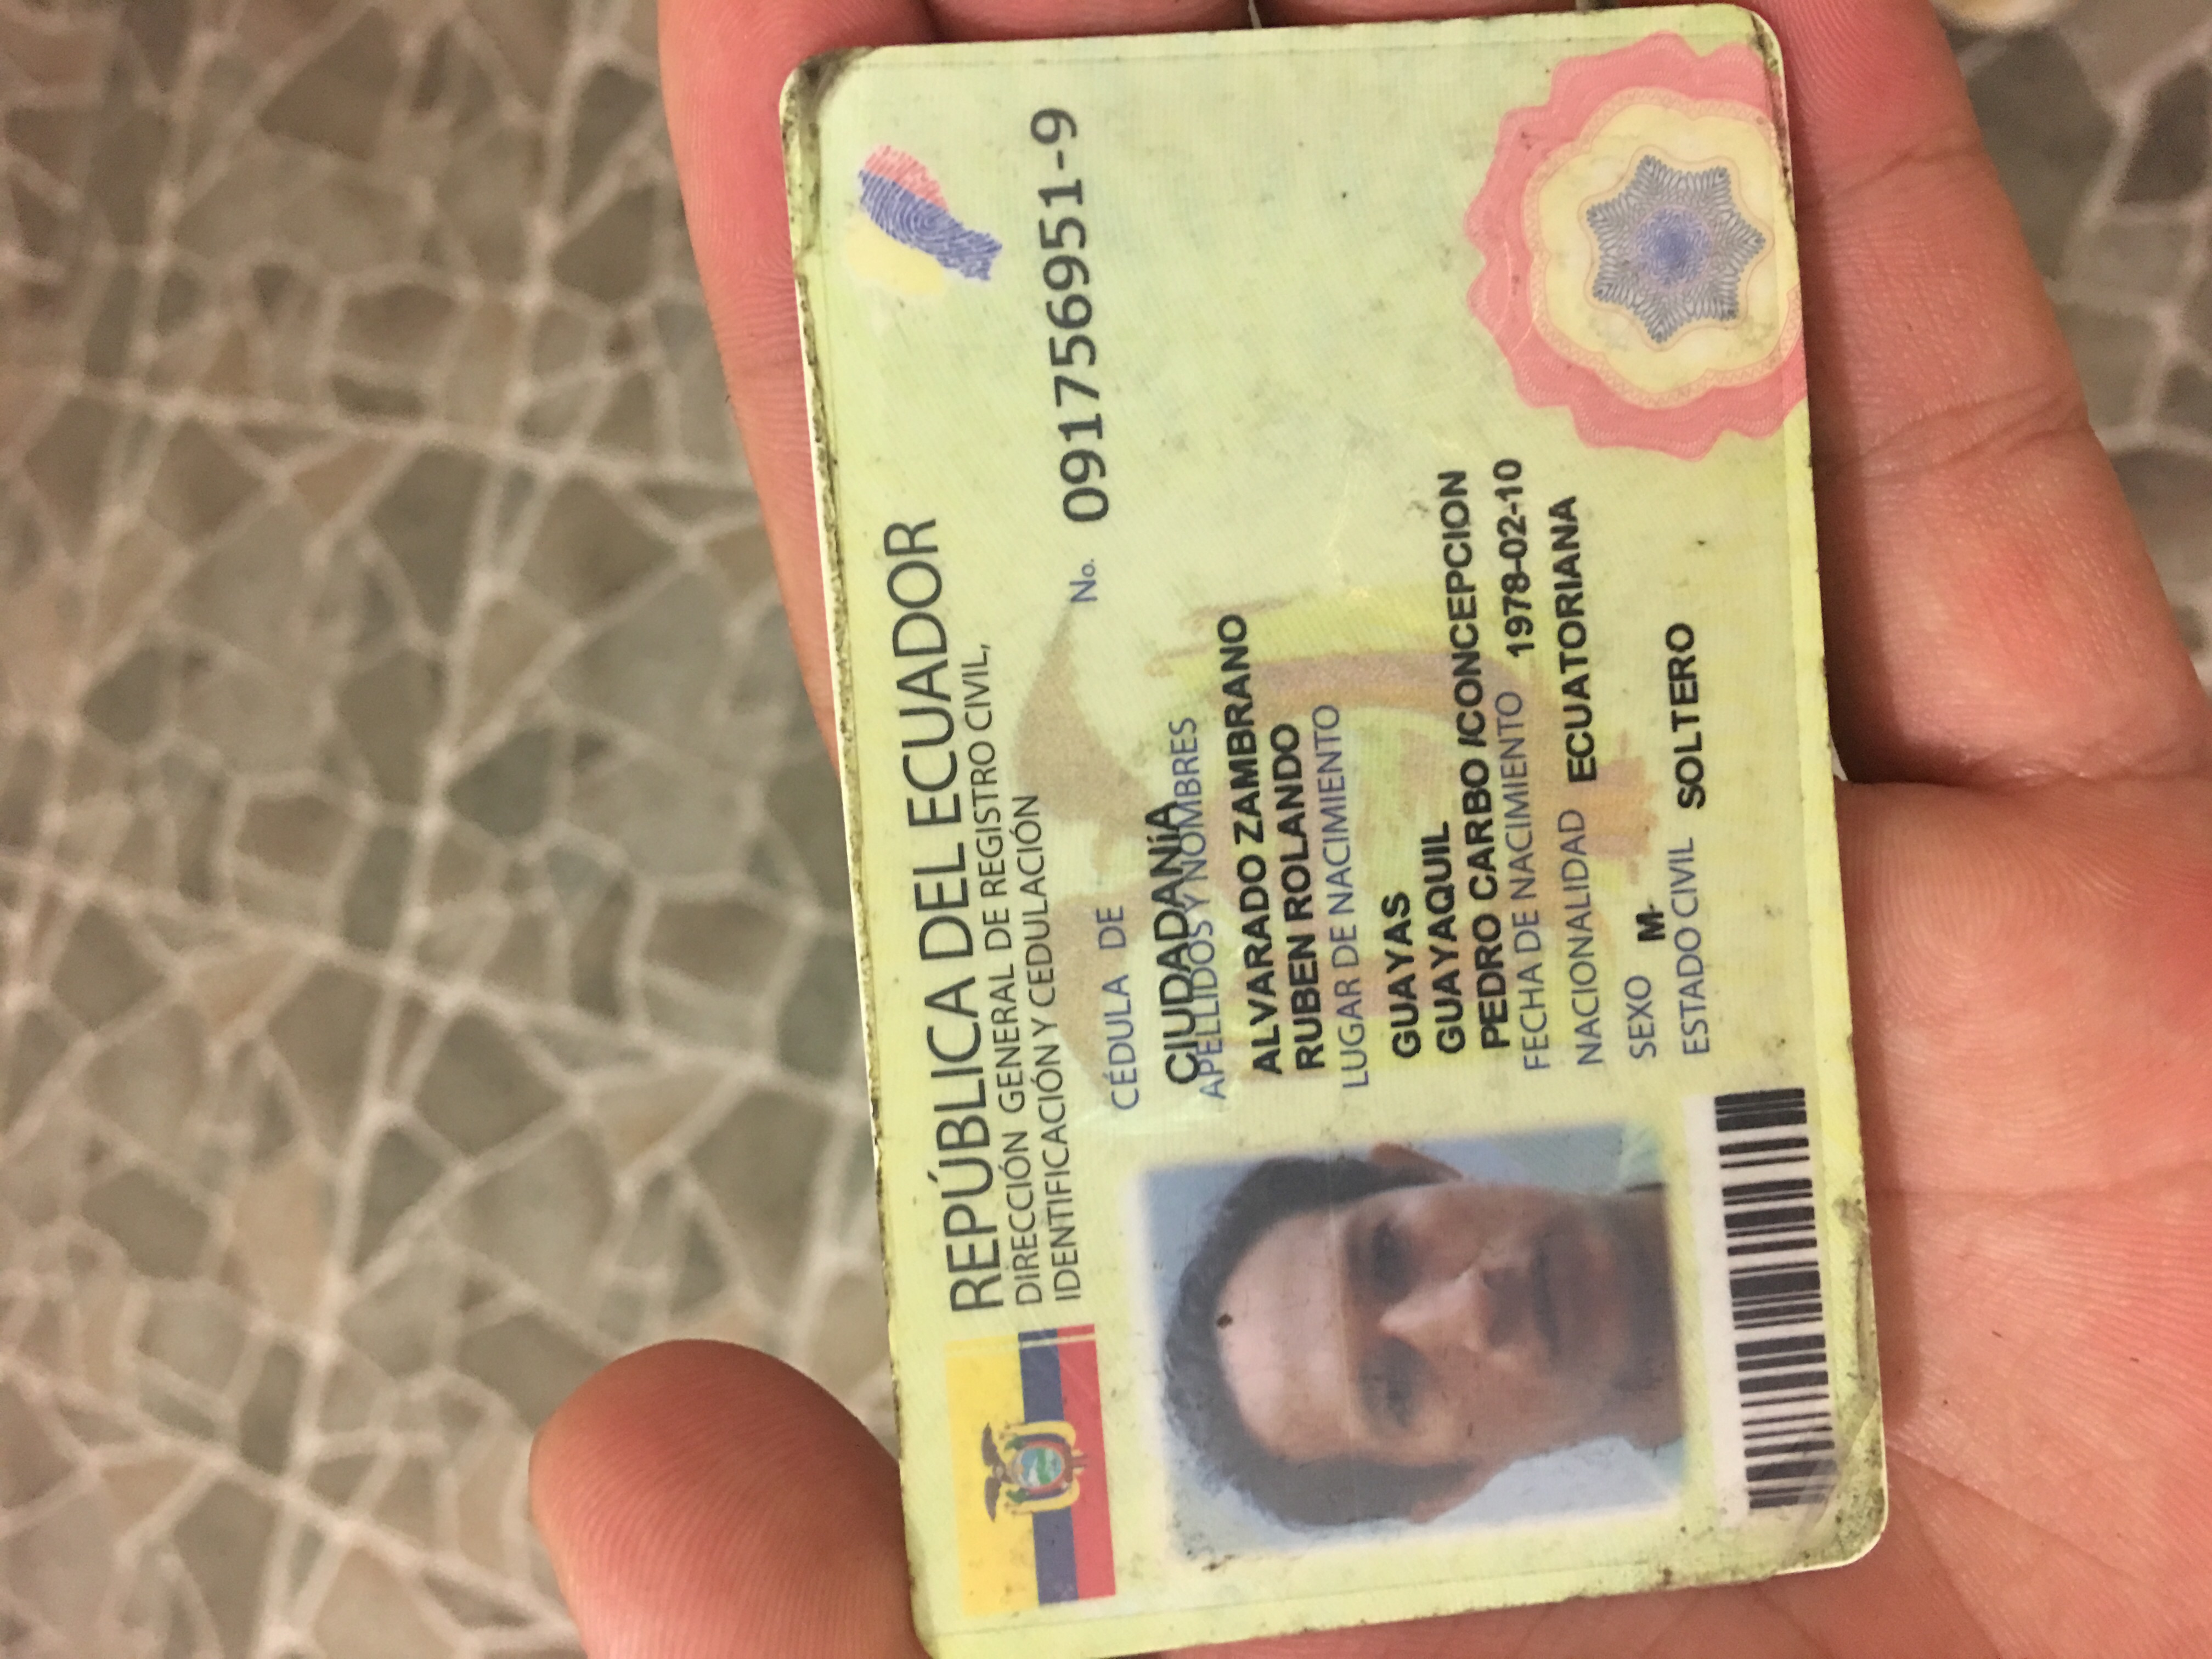 REPÚBLICA DEL ECUADOR
DIRECCIÓN GENERAL DE REGISTRO CIVIL,
IDENTIFICACIÓN Y CEDULACIÓN
CÉDULA DE No. 091756951-9
CIUDADANíA
APELLIDOS Y NOMBRES
ALVARADO ZAMBRANO
RUBEN ROLANDO
LUGAR DE NACIMIENTO
GUAYAS
GUAYAQUIL
PEDRO CARBO /CONCEPCION
FECHA DE NACIMIENTO 1978-02-10
NACIONALIDAD ECUATORIANA
SEXO M
ESTADO CIVIL SOLTERO